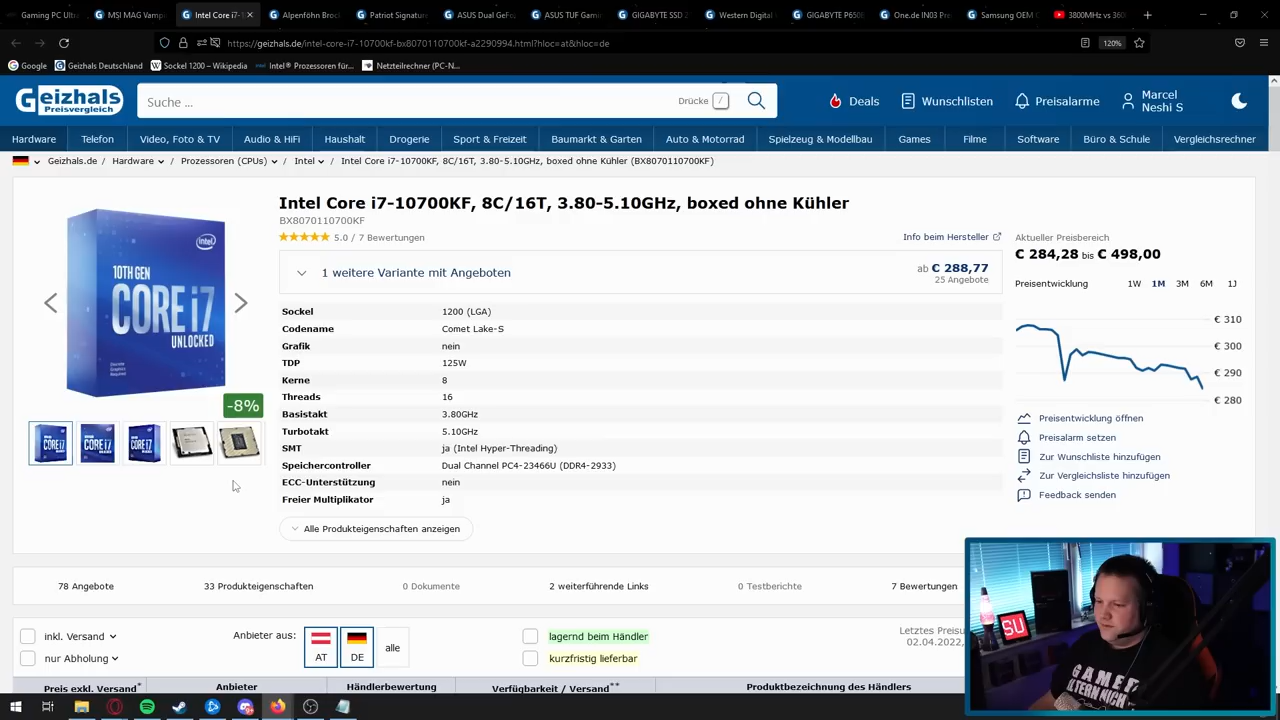 Gaming PC Ultra
MSI MAG Vampir
Intel Core i7-1
Alpenföhn Broc
Patriot Signature
ASUS Dual GeFo
ASUS TUF Gami
GIGABYTE SSD 2
Western Digital
GIGABYTE P650B
One.de IN03 Pre
Samsung OEM D
3800MHz vs 360
https://geizhals.de/intel-core-i7-10700kf-bx8070110700kf-a2290994.html?hloc=at&hloc=de
120%
Google
Geizhals Deutschland
Sockel 1200 – Wikipedia
Intel® Prozessoren für...
Netzteilrechner (PC-N...
Geizhals
Preisvergleich
Suche ...
Drücke /
Deals
Wunschlisten
Preisalarme
Marcel
Neshi S
Hardware
Telefon
Video, Foto & TV
Audio & HiFi
Haushalt
Drogerie
Sport & Freizeit
Baumarkt & Garten
Auto & Motorrad
Spielzeug & Modellbau
Games
Filme
Software
Büro & Schule
Vergleichsrechner
Geizhals.de / Hardware / Prozessoren (CPUs) / Intel / Intel Core i7-10700KF, 8C/16T, 3.80-5.10GHz, boxed ohne Kühler (BX8070110700KF)
Intel Core i7-10700KF, 8C/16T, 3.80-5.10GHz, boxed ohne Kühler
BX8070110700KF
5.0 / 7 Bewertungen
Info beim Hersteller
1 weitere Variante mit Angeboten
ab € 288,77
25 Angebote
intel
10TH GEN
CORE i7
UNLOCKED
-8%
Sockel 1200 (LGA)
Codename Comet Lake-S
Grafik nein
TDP 125W
Kerne 8
Threads 16
Basistakt 3.80GHz
Turbotakt 5.10GHz
SMT ja (Intel Hyper-Threading)
Speichercontroller Dual Channel PC4-23466U (DDR4-2933)
ECC-Unterstützung nein
Freier Multiplikator ja
Alle Produkteigenschaften anzeigen
Aktueller Preisbereich
€ 284,28 bis € 498,00
Preisentwicklung 1W 1M 3M 6M 1J
€ 310
€ 300
€ 290
€ 280
Preisentwicklung öffnen
Preisalarm setzen
Zur Wunschliste hinzufügen
Zur Vergleichsliste hinzufügen
Feedback senden
78 Angebote
33 Produkteigenschaften
0 Dokumente
2 weiterführende Links
0 Testberichte
7 Bewertungen
inkl. Versand
nur Abholung
Anbieter aus:
AT
DE
alle
lagernd beim Händler
kurzfristig lieferbar
Letztes Preisu
02.04.2022,
Preis exkl. Versand*
Anbieter
Händlerbewertung
Verfügbarkeit / Versand**
Produktbezeichnung des Händlers
SU
GAMER
ALTERN NICH